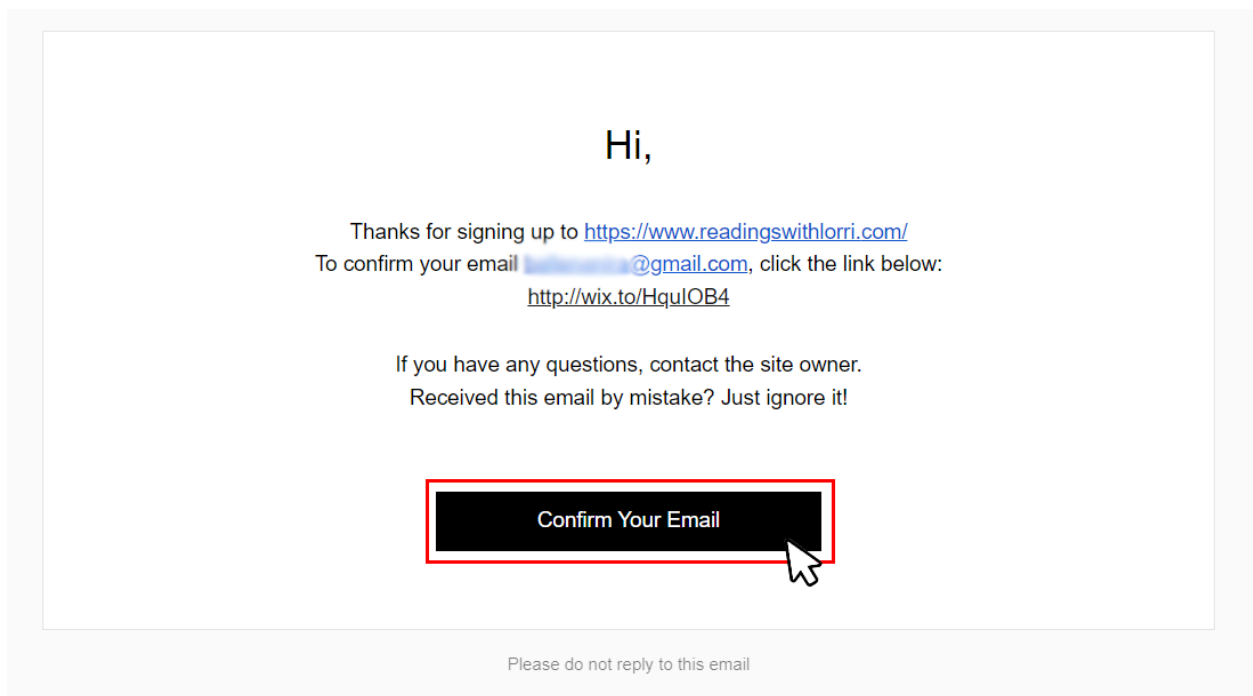 Hi,
Thanks for signing up to https://www.readingswithlorri.com/
To confirm your email @gmail.com, click the link below:
http://wix.to/HquIOB4
If you have any questions, contact the site owner.
Received this email by mistake? Just ignore it!
Confirm Your Email
Please do not reply to this email